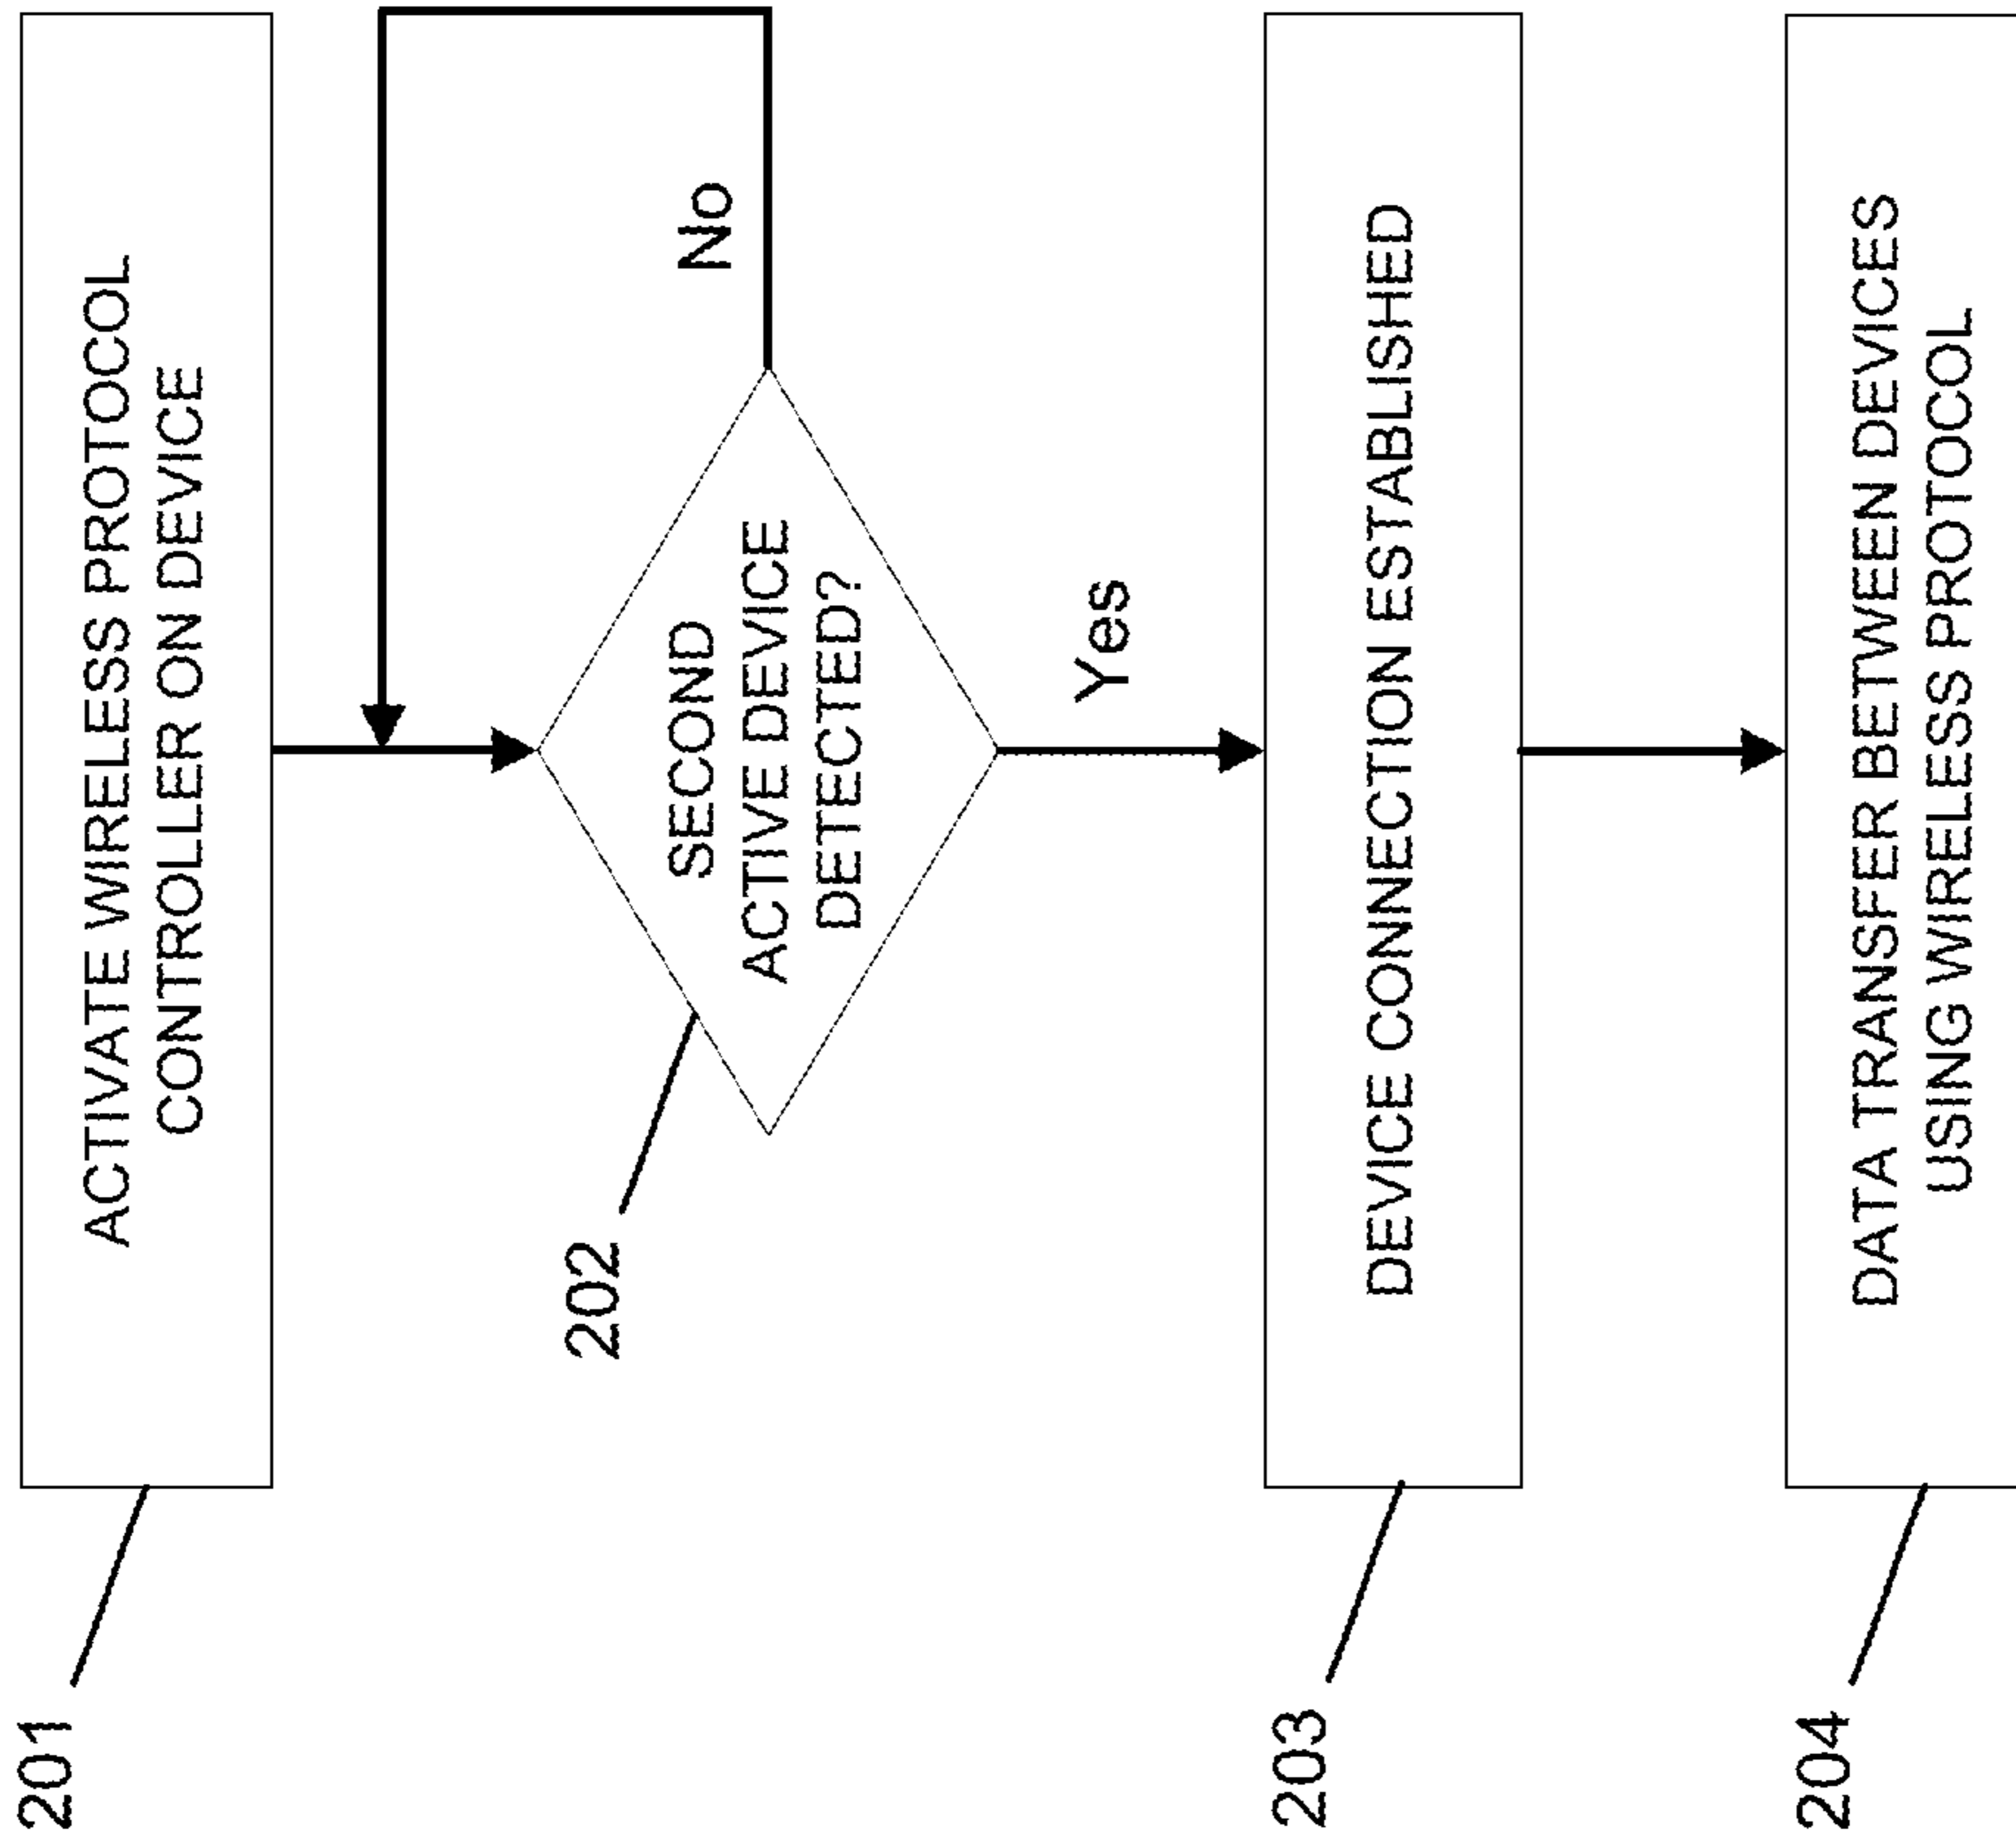 201
ACTIVATE WIRELESS PROTOCOL
CONTROLLER ON DEVICE
202
SECOND
ACTIVE DEVICE
DETECTED?
No
Yes
203
DEVICE CONNECTION ESTABLISHED
204
DATA TRANSFER BETWEEN DEVICES
USING WIRELESS PROTOCOL